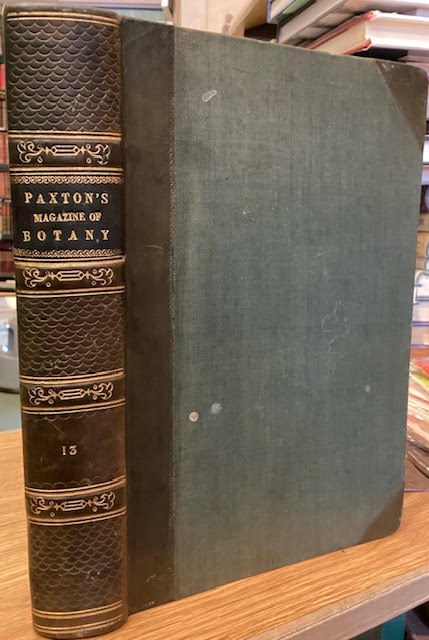 PAXTON'S
MAGAZINE OF
BOTANY
13